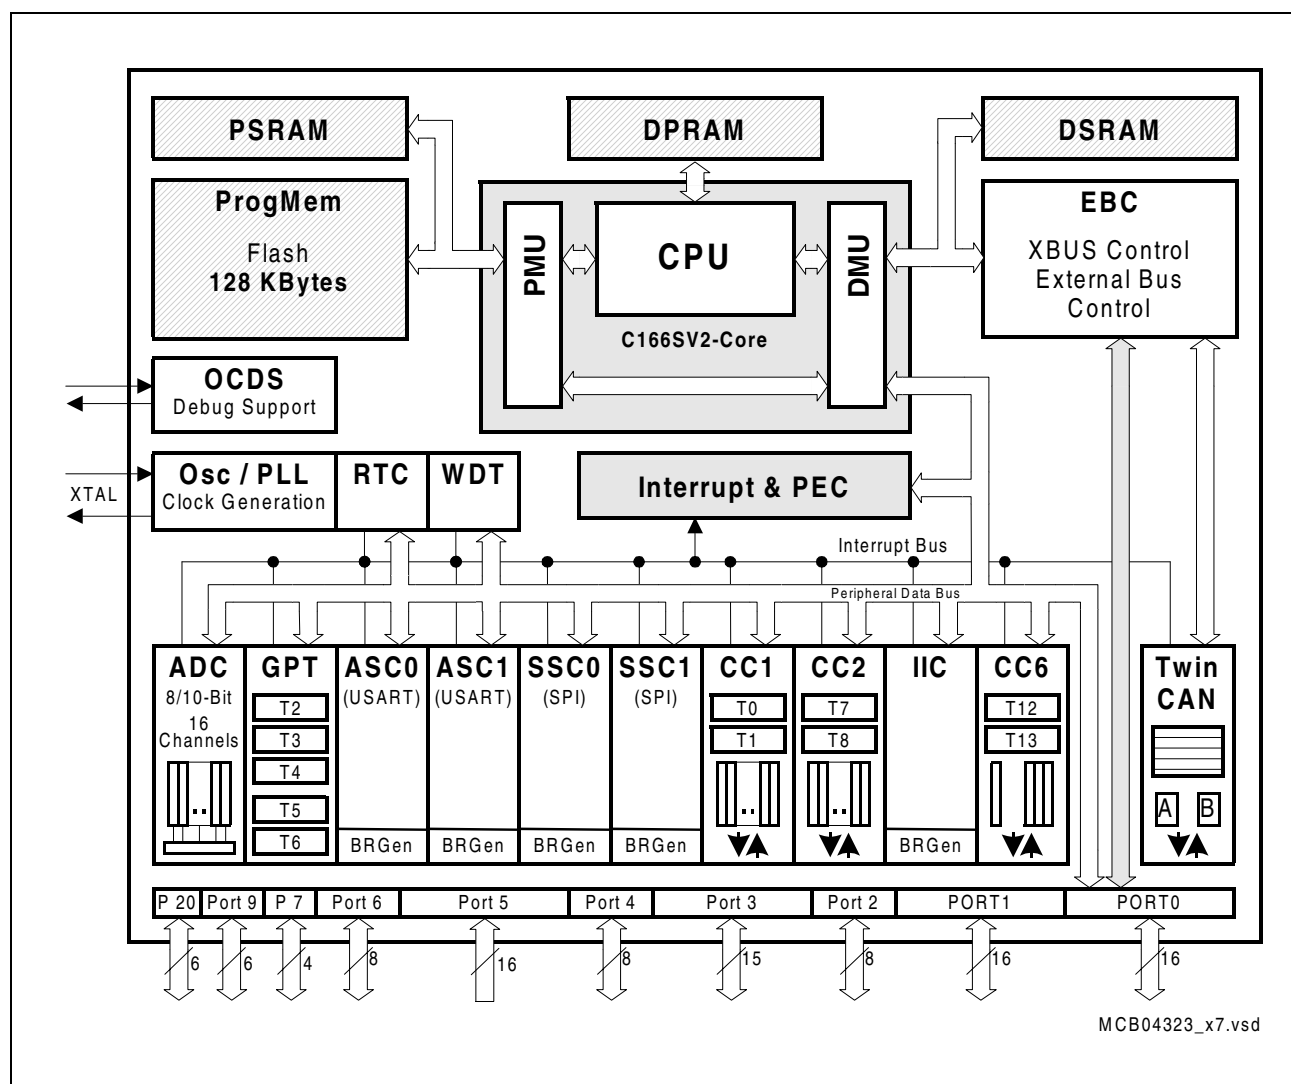 PSRAM
DPRAM
DSRAM
ProgMem
Flash
128 KBytes
PMU
CPU
DMU
C166SV2-Core
EBC
XBUS Control
External Bus
Control
OCDS
Debug Support
Osc / PLL
Clock Generation
RTC
WDT
XTAL
Interrupt & PEC
Interrupt Bus
Peripheral Data Bus
ADC
8/10-Bit
16
Channels
GPT
T2
T3
T4
T5
T6
ASC0
(USART)
BRGen
ASC1
(USART)
BRGen
SSC0
(SPI)
BRGen
SSC1
(SPI)
BRGen
CC1
T0
T1
CC2
T7
T8
IIC
BRGen
CC6
T12
T13
Twin
CAN
A B
P 20 Port 9 P 7 Port 6 Port 5 Port 4 Port 3 Port 2 PORT1 PORT0
6 6 4 8 16 8 15 8 16 16
MCB04323_x7.vsd